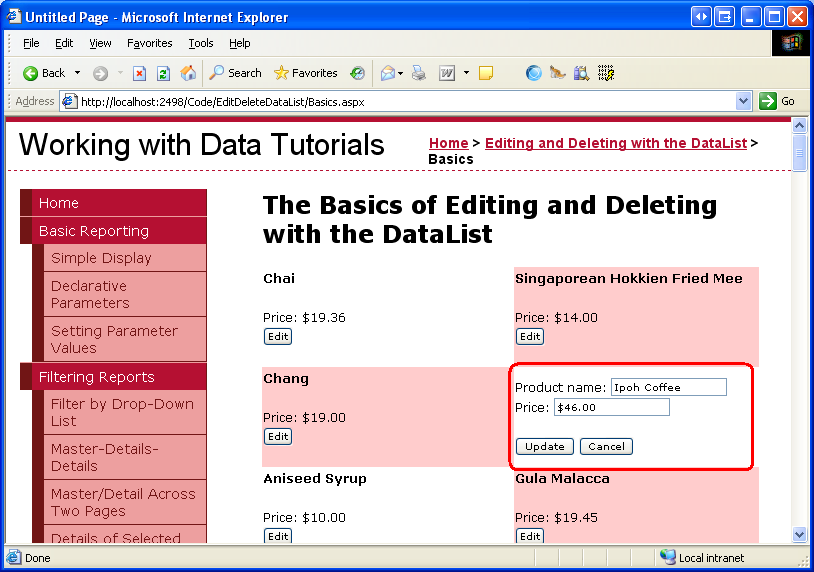 Untitled Page - Microsoft Internet Explorer
File Edit View Favorites Tools Help
Back Search Favorites W
Address http://localhost:2498/Code/EditDeleteDataList/Basics.aspx Go
Working with Data Tutorials
Home > Editing and Deleting with the DataList >
Basics
Home
Basic Reporting
Simple Display
Declarative
Parameters
Setting Parameter
Values
Filtering Reports
Filter by Drop-Down
List
Master-Details-
Details
Master/Detail Across
Two Pages
Details of Selected
The Basics of Editing and Deleting
with the DataList
Chai
Price: $19.36
Edit
Singaporean Hokkien Fried Mee
Price: $14.00
Edit
Chang
Price: $19.00
Edit
Product name: Ipoh Coffee
Price: $46.00
Update Cancel
Aniseed Syrup
Price: $10.00
Edit
Gula Malacca
Price: $19.45
Edit
Done Local intranet